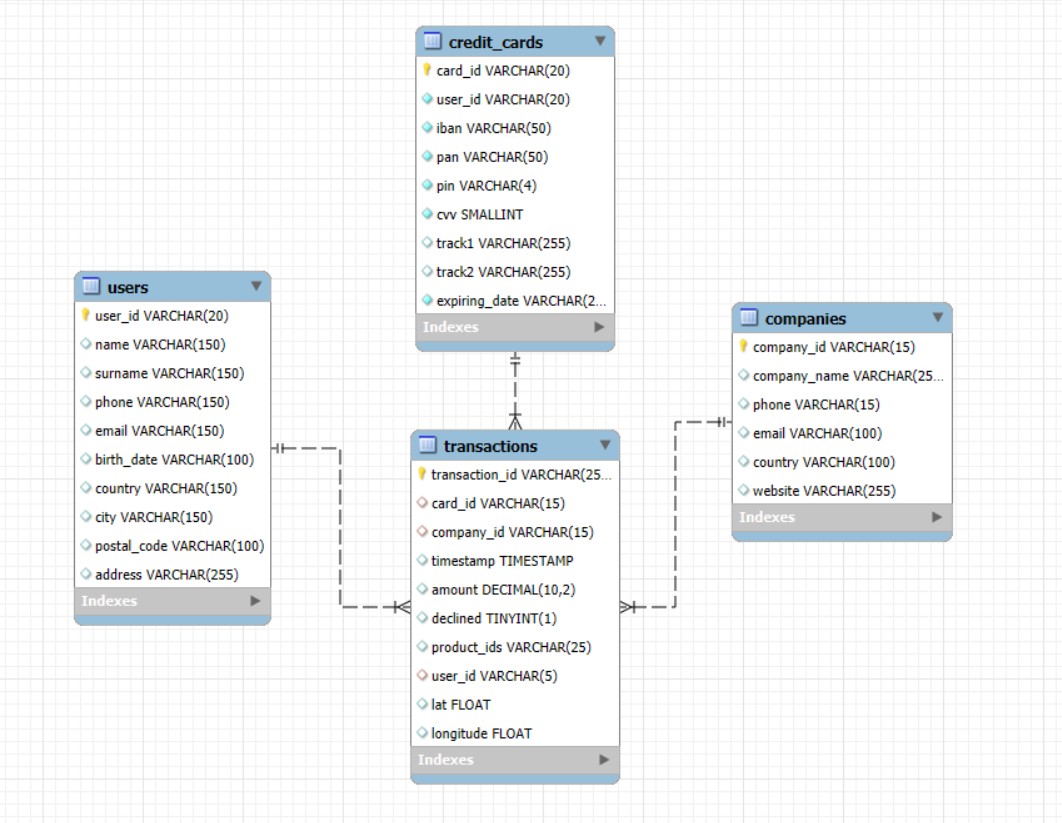 credit_cards
card_id VARCHAR(20)
user_id VARCHAR(20)
iban VARCHAR(50)
pan VARCHAR(50)
pin VARCHAR(4)
cvv SMALLINT
track1 VARCHAR(255)
track2 VARCHAR(255)
expiring_date VARCHAR(2...
Indexes
users
user_id VARCHAR(20)
name VARCHAR(150)
surname VARCHAR(150)
phone VARCHAR(150)
email VARCHAR(150)
birth_date VARCHAR(100)
country VARCHAR(150)
city VARCHAR(150)
postal_code VARCHAR(100)
address VARCHAR(255)
Indexes
companies
company_id VARCHAR(15)
company_name VARCHAR(25...
phone VARCHAR(15)
email VARCHAR(100)
country VARCHAR(100)
website VARCHAR(255)
Indexes
transactions
transaction_id VARCHAR(25...
card_id VARCHAR(15)
company_id VARCHAR(15)
timestamp TIMESTAMP
amount DECIMAL(10,2)
declined TINYINT(1)
product_ids VARCHAR(25)
user_id VARCHAR(5)
lat FLOAT
longitude FLOAT
Indexes